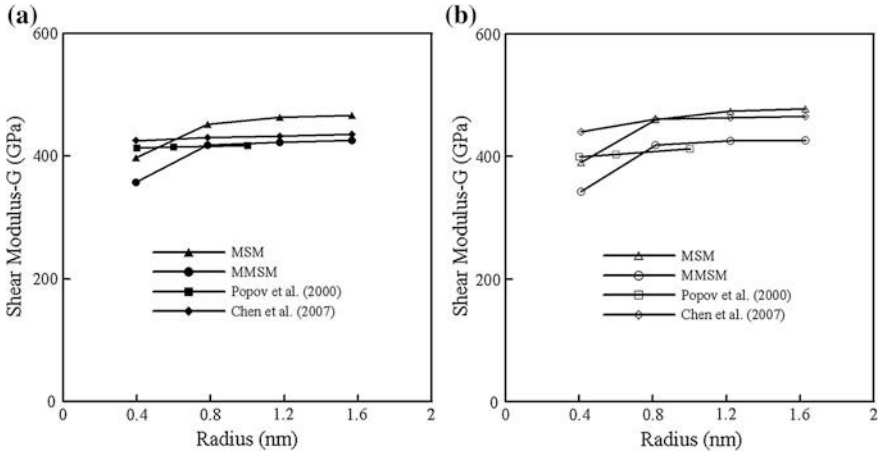 (a)
600
400
200
0
Shear Modulus-G (GPa)
MSM
MMSM
Popov et al. (2000)
Chen et al. (2007)
0 0.4 0.8 1.2 1.6 2
Radius (nm)
(b)
600
400
200
0
Shear Modulus-G (GPa)
MSM
MMSM
Popov et al. (2000)
Chen et al. (2007)
0 0.4 0.8 1.2 1.6 2
Radius (nm)